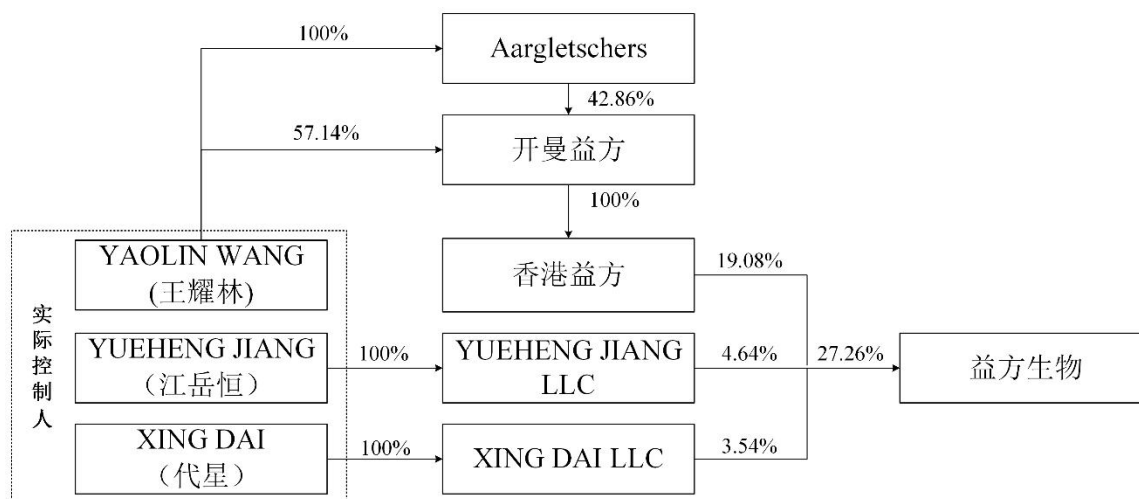 100%
Aargletschers
42.86%
57.14%
开曼益方
100%
YAOLIN WANG
(王耀林)
香港益方
19.08%
实际控制人
YUEHENG JIANG
（江岳恒）
100%
YUEHENG JIANG
LLC
4.64%
27.26%
益方生物
XING DAI
（代星）
100%
XING DAI LLC
3.54%